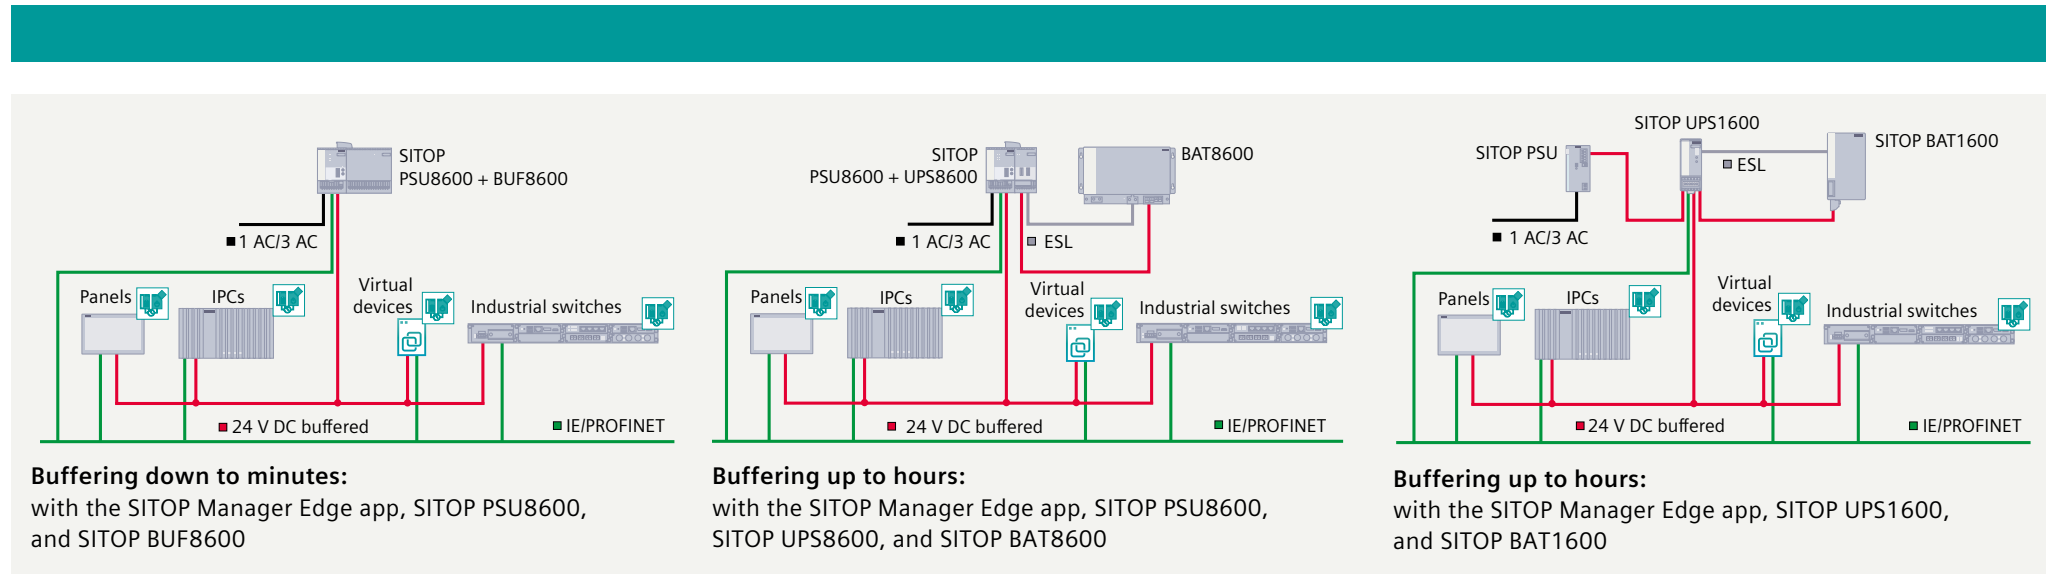 SITOP
PSU8600 + BUF8600
1 AC/3 AC
Panels
IPCs
Virtual
devices
Industrial switches
24 V DC buffered
IE/PROFINET
Buffering down to minutes:
with the SITOP Manager Edge app, SITOP PSU8600,
and SITOP BUF8600
SITOP
PSU8600 + UPS8600
BAT8600
1 AC/3 AC
ESL
Panels
IPCs
Virtual
devices
Industrial switches
24 V DC buffered
IE/PROFINET
Buffering up to hours:
with the SITOP Manager Edge app, SITOP PSU8600,
SITOP UPS8600, and SITOP BAT8600
SITOP UPS1600
SITOP PSU
SITOP BAT1600
ESL
1 AC/3 AC
Panels
IPCs
Virtual
devices
Industrial switches
24 V DC buffered
IE/PROFINET
Buffering up to hours:
with the SITOP Manager Edge app, SITOP UPS1600,
and SITOP BAT1600